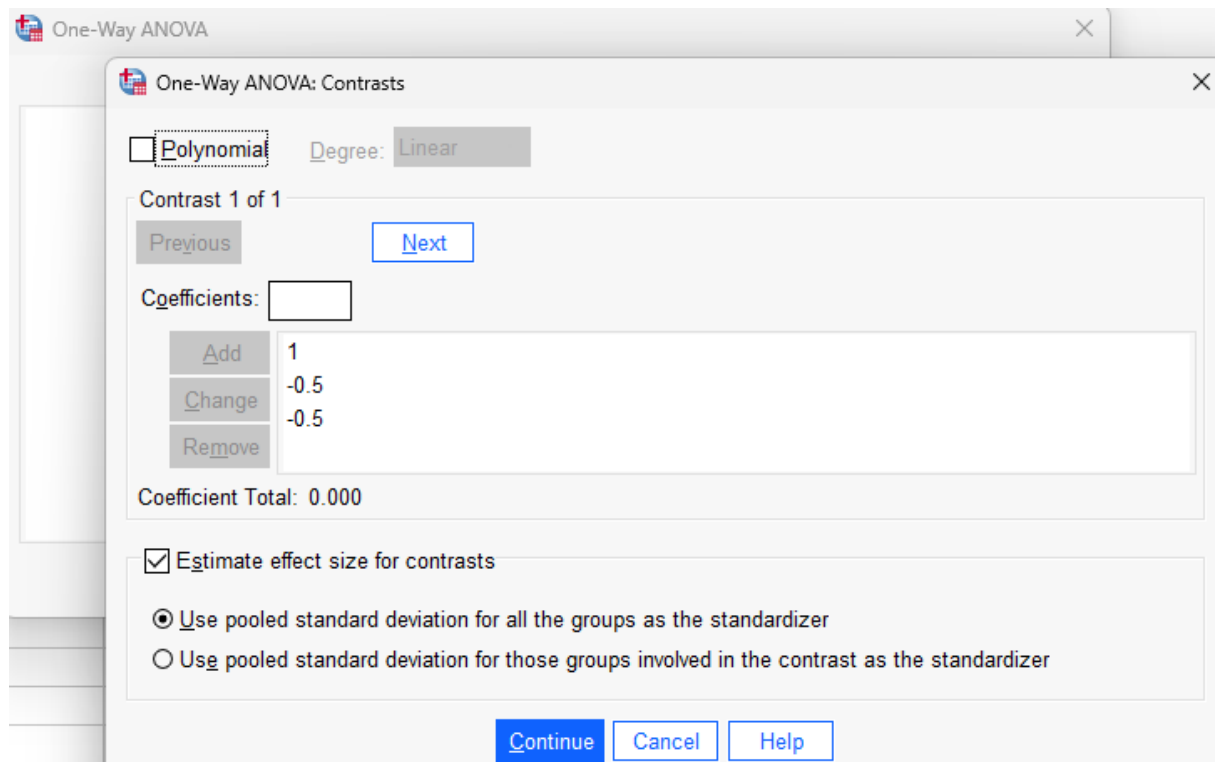 One-Way ANOVA
One-Way ANOVA: Contrasts
Polynomial Degree: Linear
Contrast 1 of 1
Previous Next
Coefficients:
Add 1
Change -0.5
Remove -0.5
Coefficient Total: 0.000
Estimate effect size for contrasts
Use pooled standard deviation for all the groups as the standardizer
Use pooled standard deviation for those groups involved in the contrast as the standardizer
Continue Cancel Help